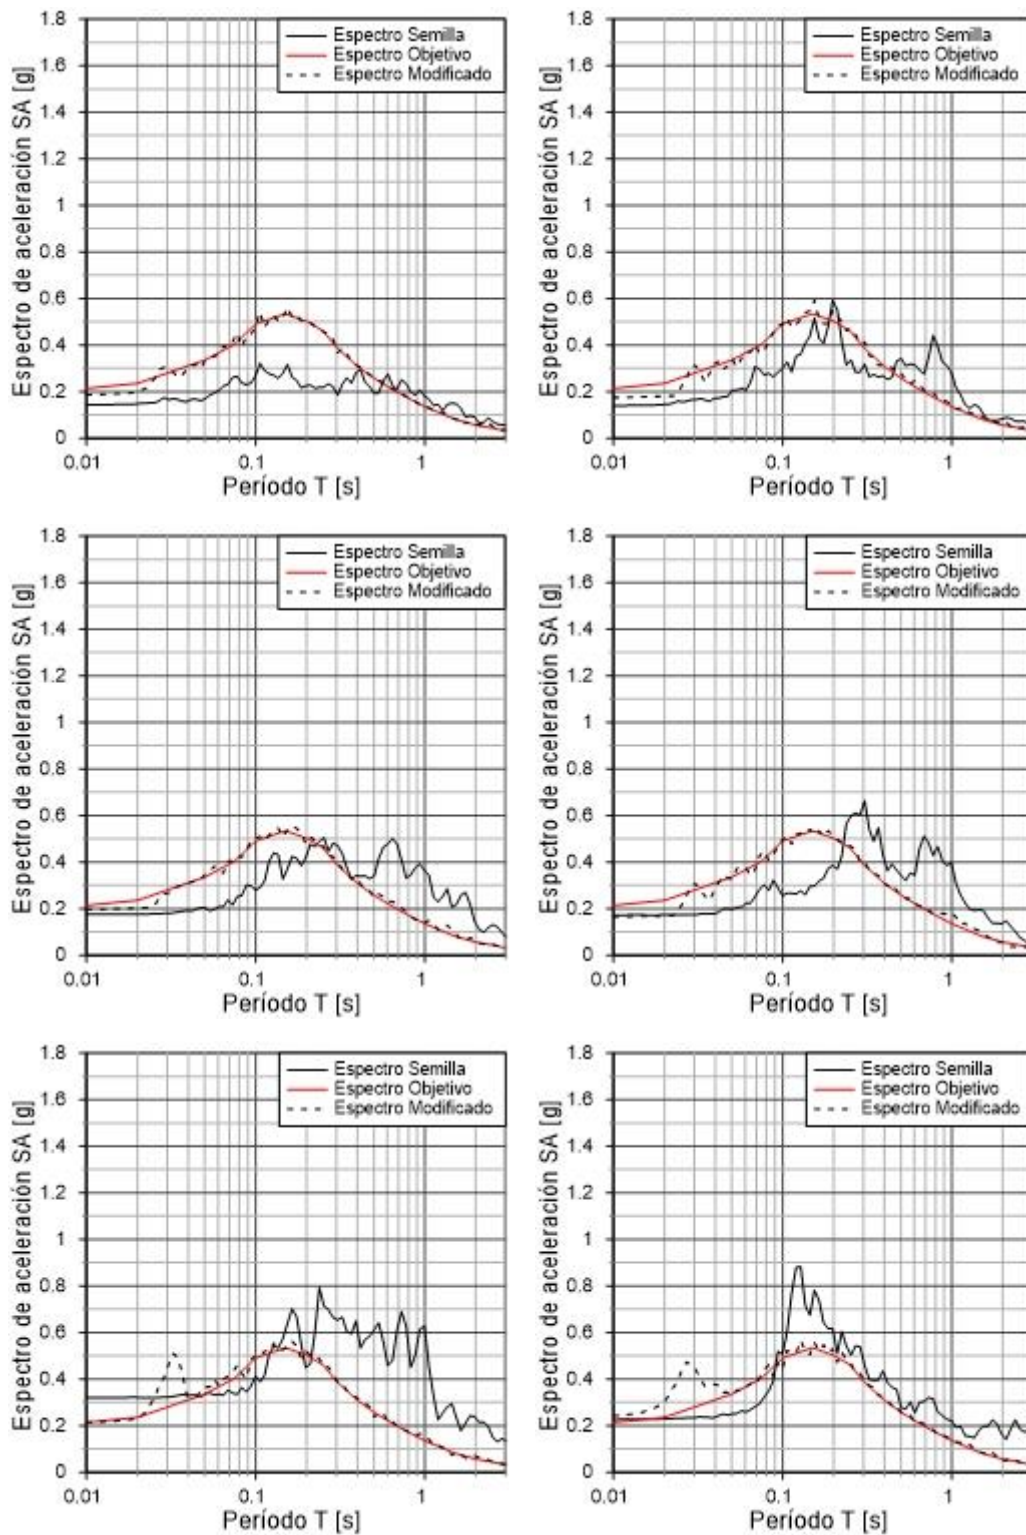 Espectro de aceleración SA [g]
1.8
1.6
1.4
1.2
1
0.8
0.6
0.4
0.2
0
Espectro Semilla
Espectro Objetivo
Espectro Modificado
0.01 0.1 1
Período T [s]
Espectro de aceleración SA [g]
1.8
1.6
1.4
1.2
1
0.8
0.6
0.4
0.2
0
Espectro Semilla
Espectro Objetivo
Espectro Modificado
0.01 0.1 1
Período T [s]
Espectro de aceleración SA [g]
1.8
1.6
1.4
1.2
1
0.8
0.6
0.4
0.2
0
Espectro Semilla
Espectro Objetivo
Espectro Modificado
0.01 0.1 1
Período T [s]
Espectro de aceleración SA [g]
1.8
1.6
1.4
1.2
1
0.8
0.6
0.4
0.2
0
Espectro Semilla
Espectro Objetivo
Espectro Modificado
0.01 0.1 1
Período T [s]
Espectro de aceleración SA [g]
1.8
1.6
1.4
1.2
1
0.8
0.6
0.4
0.2
0
Espectro Semilla
Espectro Objetivo
Espectro Modificado
0.01 0.1 1
Período T [s]
Espectro de aceleración SA [g]
1.8
1.6
1.4
1.2
1
0.8
0.6
0.4
0.2
0
Espectro Semilla
Espectro Objetivo
Espectro Modificado
0.01 0.1 1
Período T [s]